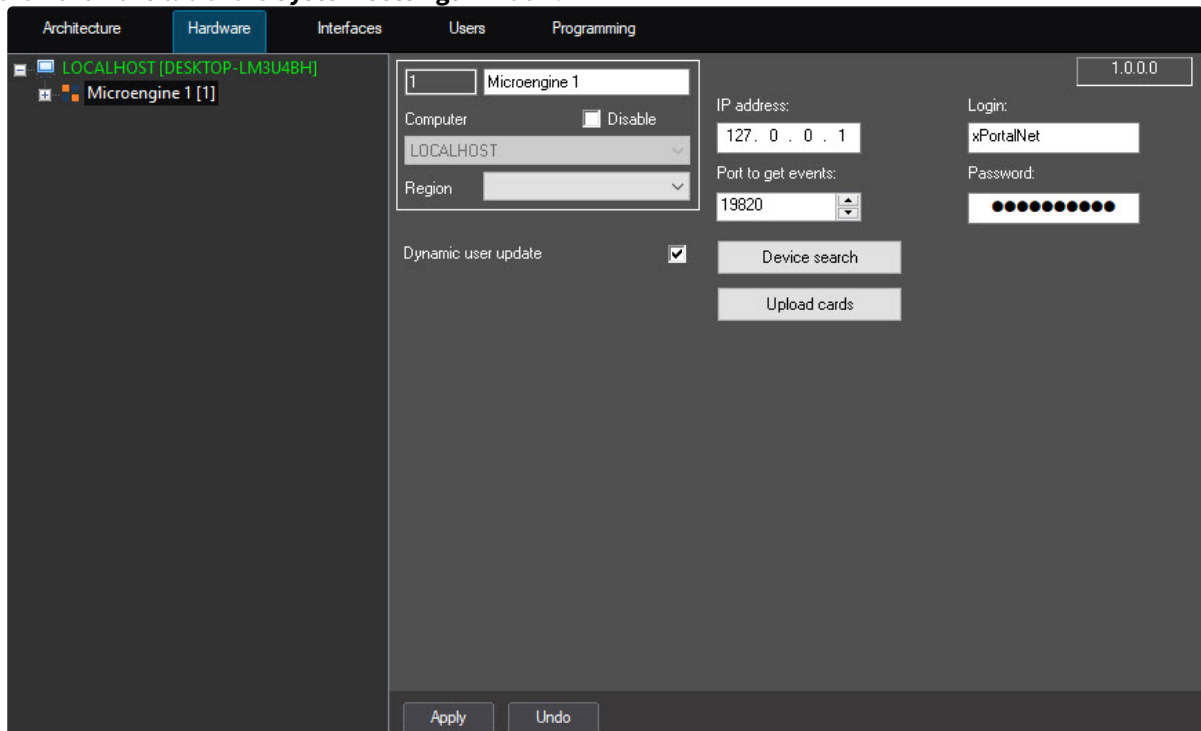 Architecture Hardware Interfaces Users Programming
LOCALHOST [DESKTOP-LM3U4BH]
Microengine 1 [1]
1 Microengine 1
Computer Disable
LOCALHOST
Region
Dynamic user update
IP address:
127. 0 . 0 . 1
Port to get events:
19820
Device search
Upload cards
1.0.0.0
Login:
xPortalNet
Password:
●●●●●●●●●●
Apply Undo